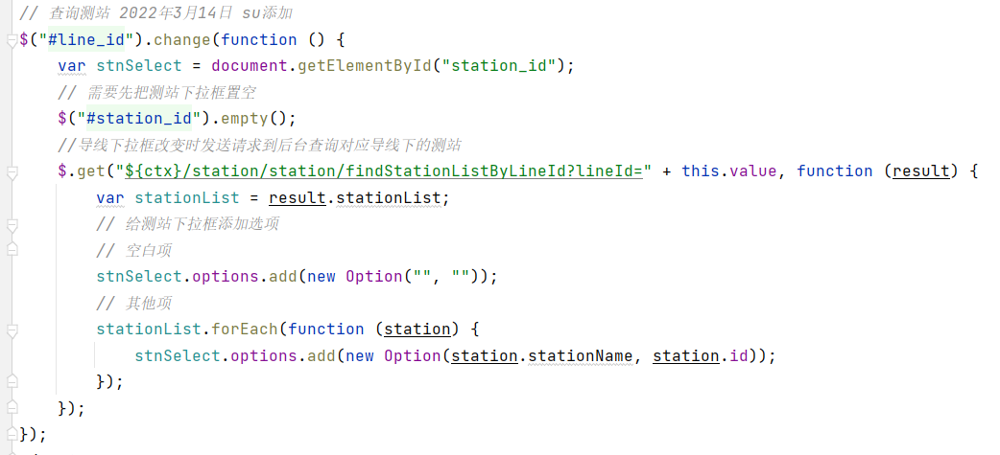 // 查询测站 2022年3月14日 su添加
$("#line_id").change(function () {
    var stnSelect = document.getElementById("station_id");
    // 需要先把测站下拉框置空
    $("#station_id").empty();
    //导线下拉框改变时发送请求到后台查询对应导线下的测站
    $.get("${ctx}/station/station/findStationListByLineId?lineId=" + this.value, function (result) {
        var stationList = result.stationList;
        // 给测站下拉框添加选项
        // 空白项
        stnSelect.options.add(new Option("", ""));
        // 其他项
        stationList.forEach(function (station) {
            stnSelect.options.add(new Option(station.stationName, station.id));
        });
    });
});